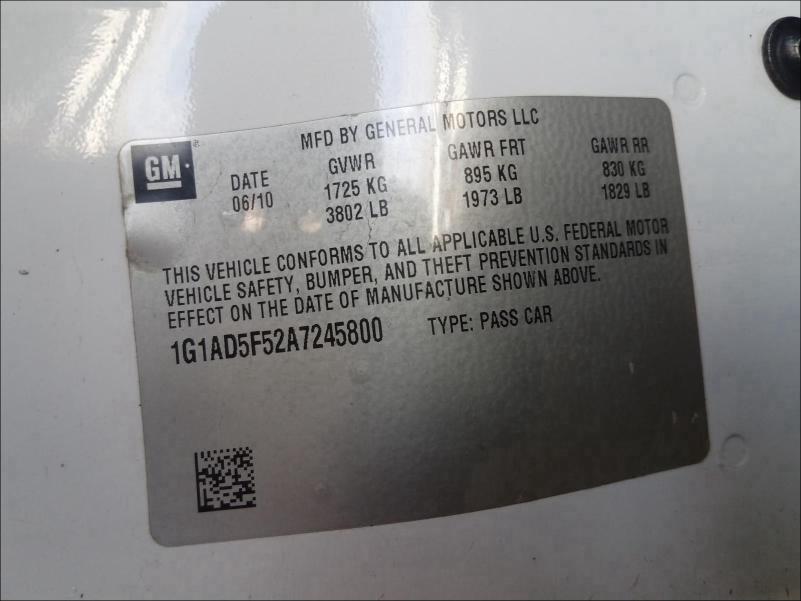 MFD BY GENERAL MOTORS LLC
GM
DATE GVWR GAWR FRT GAWR RR
06/10 1725 KG 895 KG 830 KG
3802 LB 1973 LB 1829 LB
THIS VEHICLE CONFORMS TO ALL APPLICABLE U.S. FEDERAL MOTOR
VEHICLE SAFETY, BUMPER, AND THEFT PREVENTION STANDARDS IN
EFFECT ON THE DATE OF MANUFACTURE SHOWN ABOVE.
1G1AD5F52A7245800 TYPE: PASS CAR